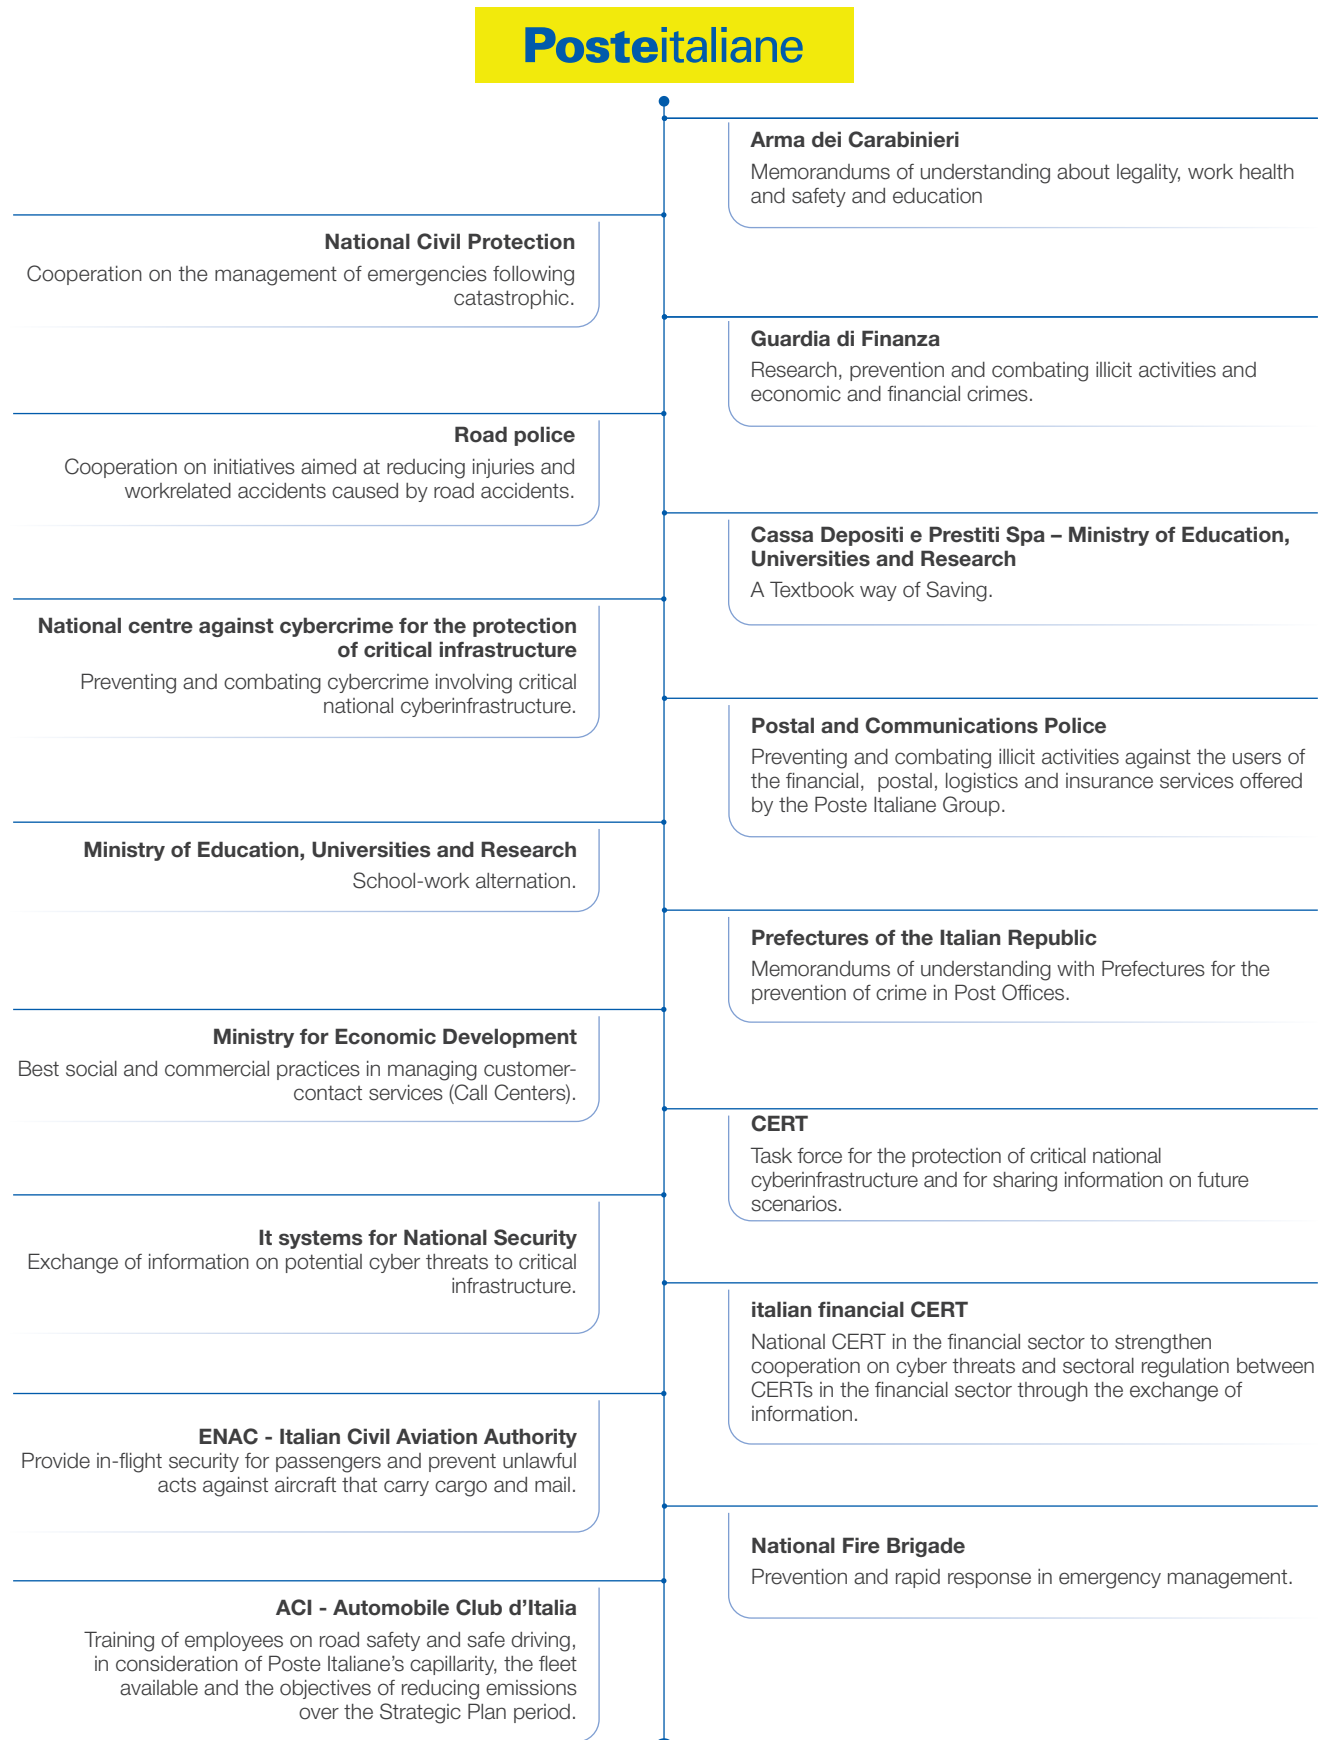 Posteitaliane
Arma dei Carabinieri
Memorandums of understanding about legality, work health
and safety and education
National Civil Protection
Cooperation on the management of emergencies following
catastrophic.
Guardia di Finanza
Research, prevention and combating illicit activities and
economic and financial crimes.
Road police
Cooperation on initiatives aimed at reducing injuries and
workrelated accidents caused by road accidents.
Cassa Depositi e Prestiti Spa – Ministry of Education,
Universities and Research
A Textbook way of Saving.
National centre against cybercrime for the protection
of critical infrastructure
Preventing and combating cybercrime involving critical
national cyberinfrastructure.
Postal and Communications Police
Preventing and combating illicit activities against the users of
the financial,  postal, logistics and insurance services offered
by the Poste Italiane Group.
Ministry of Education, Universities and Research
School-work alternation.
Prefectures of the Italian Republic
Memorandums of understanding with Prefectures for the
prevention of crime in Post Offices.
Ministry for Economic Development
Best social and commercial practices in managing customer-
contact services (Call Centers).
CERT
Task force for the protection of critical national
cyberinfrastructure and for sharing information on future
scenarios.
It systems for National Security
Exchange of information on potential cyber threats to critical
infrastructure.
italian financial CERT
National CERT in the financial sector to strengthen
cooperation on cyber threats and sectoral regulation between
CERTs in the financial sector through the exchange of
information.
ENAC - Italian Civil Aviation Authority
Provide in-flight security for passengers and prevent unlawful
acts against aircraft that carry cargo and mail.
National Fire Brigade
Prevention and rapid response in emergency management.
ACI - Automobile Club d’Italia
Training of employees on road safety and safe driving,
in consideration of Poste Italiane’s capillarity, the fleet
available and the objectives of reducing emissions
over the Strategic Plan period.